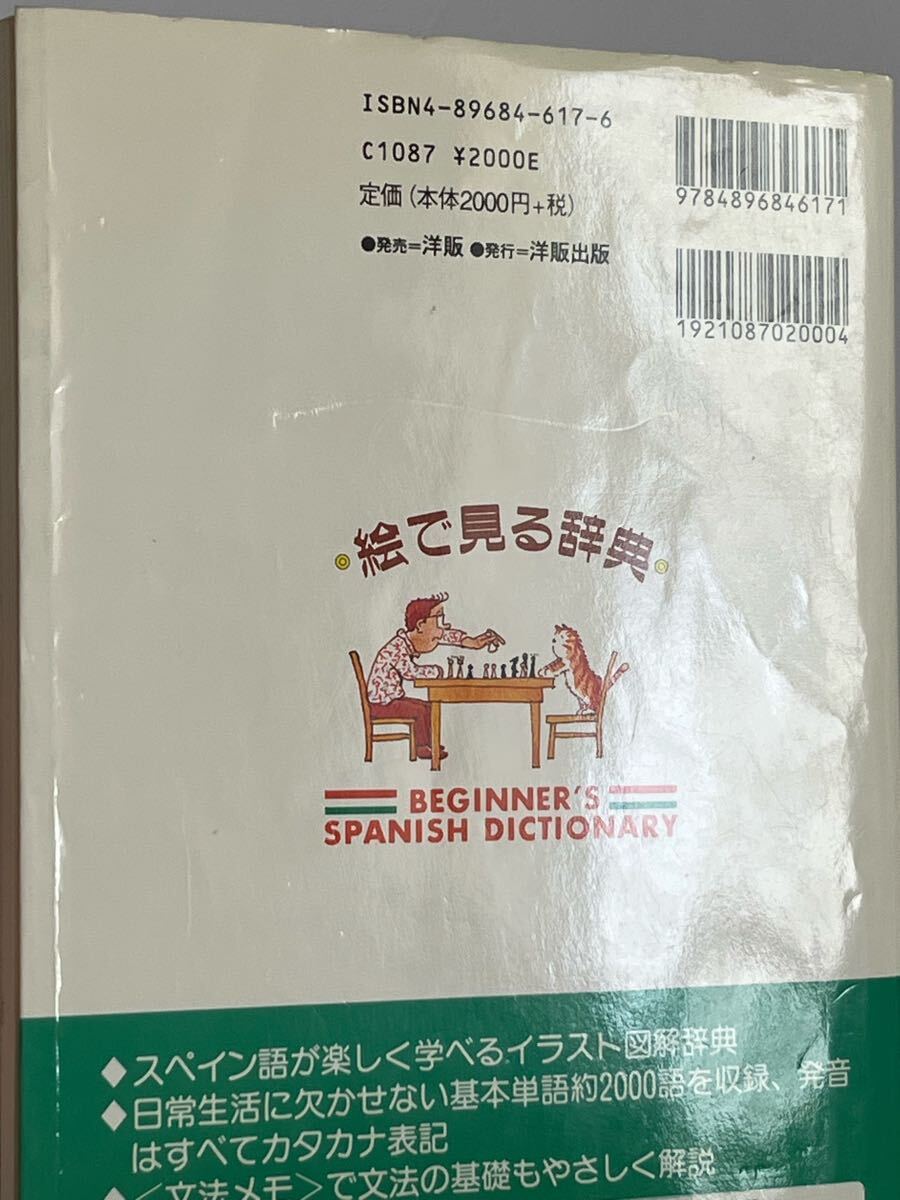 ISBN4-89684-617-6
C1087 ¥2000E
定価(本体2000円+税)
●発売=洋販 ●発行=洋販出版
9784896846171
1921087020004
絵で見る辞典
BEGINNER'S
SPANISH DICTIONARY
◆スペイン語が楽しく学べるイラスト図解辞典
◆日常生活に欠かせない基本単語約2000語を収録、発音
はすべてカタカナ表記
◆<文法メモ>で文法の基礎もやさしく解説